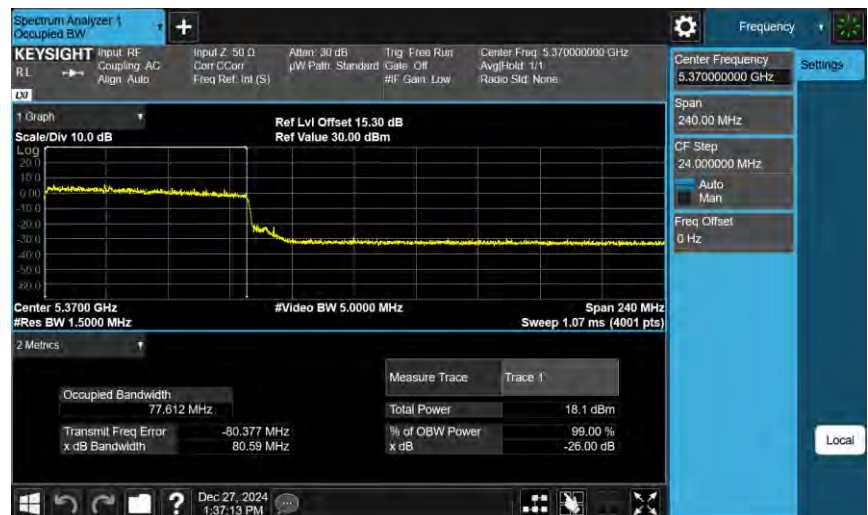 Spectrum Analyzer 1
Occupied BW
+
Frequency
KEYSIGHT
RL
LXI
Input: RF
Coupling: AC
Align: Auto
Input Z: 50 Ω
Corr CCorr
Freq Ref: Int (S)
Atten: 30 dB
µW Path: Standard
Trig: Free Run
Gate: Off
#IF Gain: Low
Center Freq: 5.370000000 GHz
Avg|Hold: 1/1
Radio Std: None
Center Frequency
5.370000000 GHz
Settings
Span
240.00 MHz
CF Step
24.000000 MHz
Auto
Man
Freq Offset
0 Hz
1 Graph
Scale/Div 10.0 dB
Ref Lvl Offset 15.30 dB
Ref Value 30.00 dBm
Log
20.0
10.0
0.00
-10.0
-20.0
-30.0
-40.0
-50.0
-60.0
Center 5.3700 GHz
#Video BW 5.0000 MHz
Span 240 MHz
#Res BW 1.5000 MHz
Sweep 1.07 ms (4001 pts)
2 Metrics
Measure Trace
Trace 1
Occupied Bandwidth
77.612 MHz
Total Power
18.1 dBm
Transmit Freq Error
-80.377 MHz
% of OBW Power
99.00 %
x dB Bandwidth
80.59 MHz
x dB
-26.00 dB
Local
?
Dec 27, 2024
1:37:13 PM